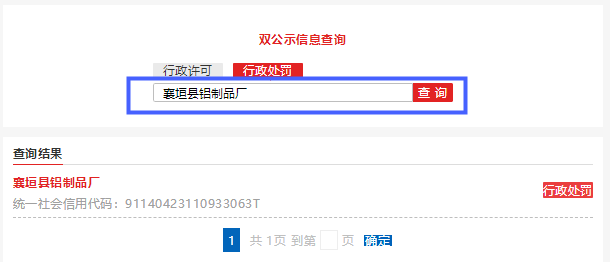 双公示信息查询
行政许可 行政处罚
襄垣县铝制品厂 查 询
查询结果
襄垣县铝制品厂
行政处罚
统一社会信用代码：91140423110933063T
1 共 1页 到第 页 确定